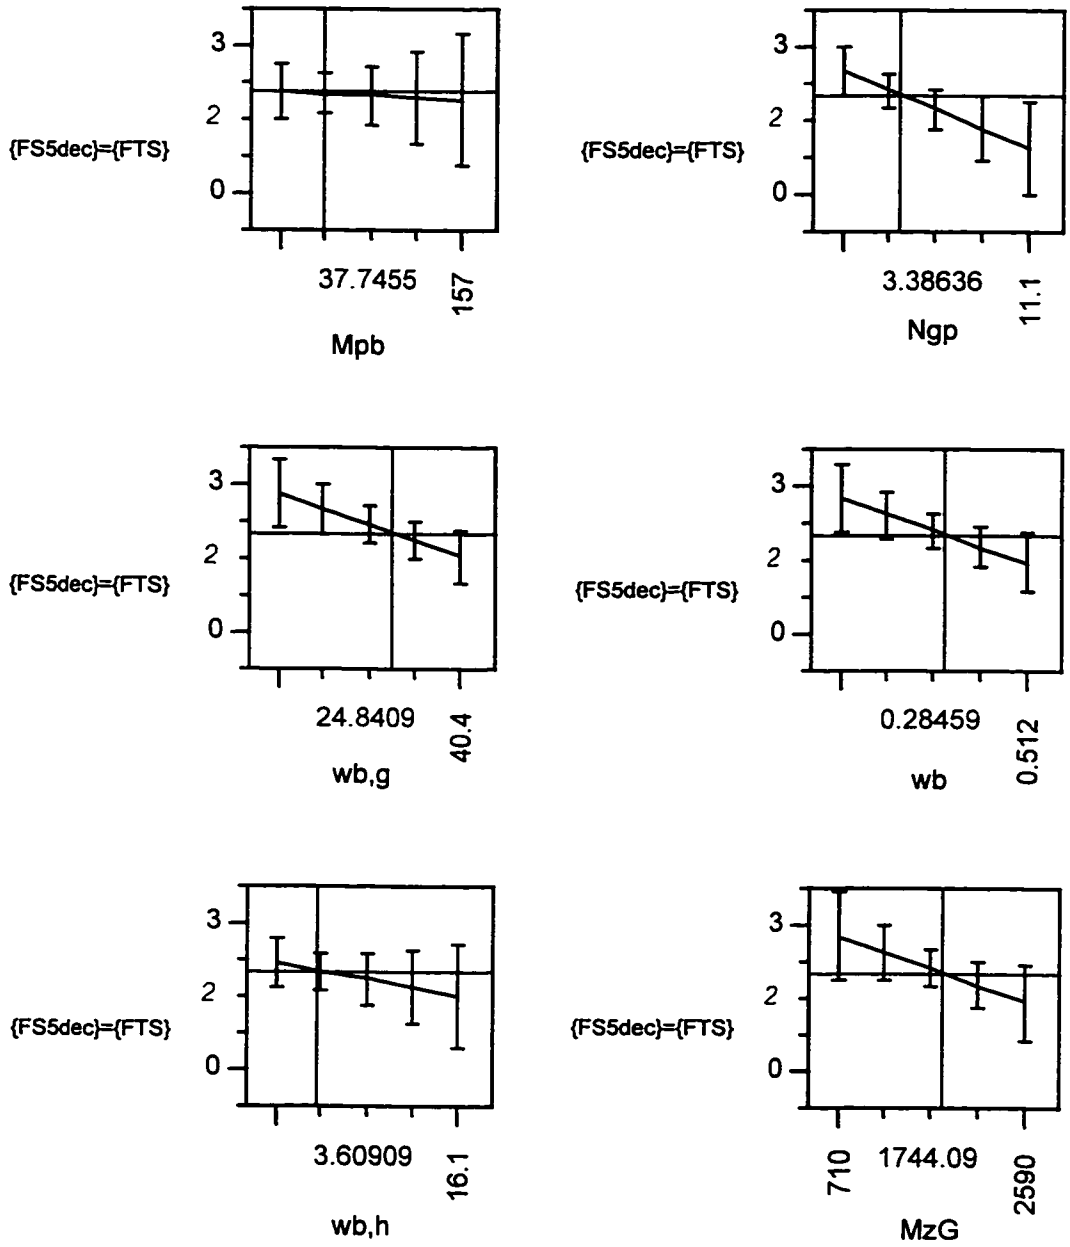 3
2
{FS5dec}={FTS}
0
37.7455
157
Mpb
3
2
{FS5dec}={FTS}
0
3.38636
11.1
Ngp
3
2
{FS5dec}={FTS}
0
24.8409
40.4
wb,g
3
2
{FS5dec}={FTS}
0
0.28459
0.512
wb
3
2
{FS5dec}={FTS}
0
3.60909
16.1
wb,h
3
2
{FS5dec}={FTS}
0
710
1744.09
2590
MzG